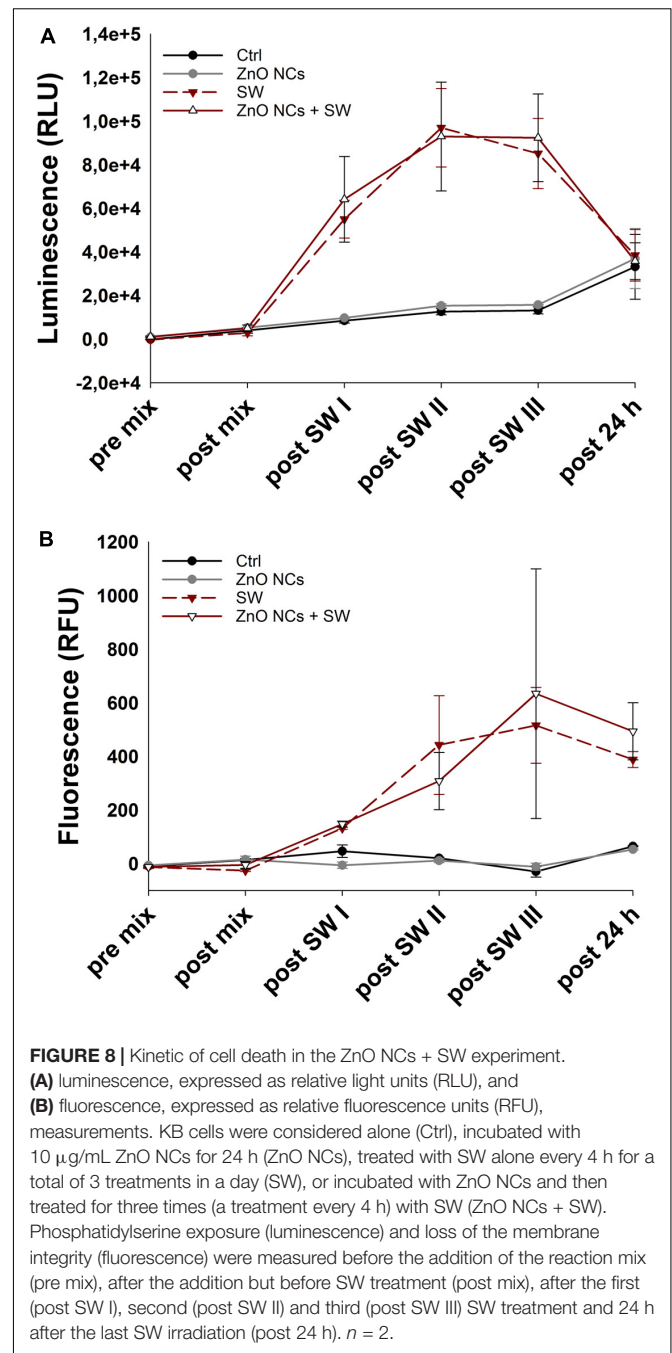 A
1,4e+5
1,2e+5
1,0e+5
8,0e+4
6,0e+4
4,0e+4
2,0e+4
0,0
-2,0e+4
Luminescence (RLU)
Ctrl
ZnO NCs
SW
ZnO NCs + SW
pre mix
post mix
post SW I
post SW II
post SW III
post 24 h
B
1200
1000
800
600
400
200
0
Fluorescence (RFU)
Ctrl
ZnO NCs
SW
ZnO NCs + SW
pre mix
post mix
post SW I
post SW II
post SW III
post 24 h
FIGURE 8 | Kinetic of cell death in the ZnO NCs + SW experiment.
(A) luminescence, expressed as relative light units (RLU), and
(B) fluorescence, expressed as relative fluorescence units (RFU),
measurements. KB cells were considered alone (Ctrl), incubated with
10 μg/mL ZnO NCs for 24 h (ZnO NCs), treated with SW alone every 4 h for a
total of 3 treatments in a day (SW), or incubated with ZnO NCs and then
treated for three times (a treatment every 4 h) with SW (ZnO NCs + SW).
Phosphatidylserine exposure (luminescence) and loss of the membrane
integrity (fluorescence) were measured before the addition of the reaction mix
(pre mix), after the addition but before SW treatment (post mix), after the first
(post SW I), second (post SW II) and third (post SW III) SW treatment and 24 h
after the last SW irradiation (post 24 h). n = 2.